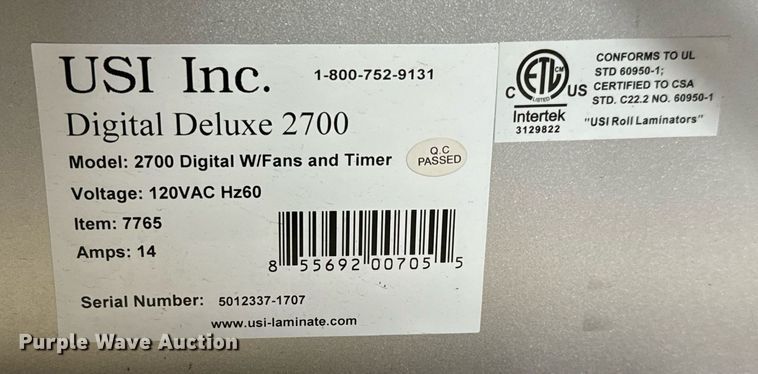 USI Inc.
1-800-752-9131
Digital Deluxe 2700
Model: 2700 Digital W/Fans and Timer
Q.C
PASSED
Voltage: 120VAC Hz60
Item: 7765
Amps: 14
8 55692 00705 5
Serial Number: 5012337-1707
www.usi-laminate.com
ETL CM
LISTED
C US
Intertek
3129822
CONFORMS TO UL
STD 60950-1;
CERTIFIED TO CSA
STD. C22.2 NO. 60950-1
"USI Roll Laminators"
Purple Wave Auction